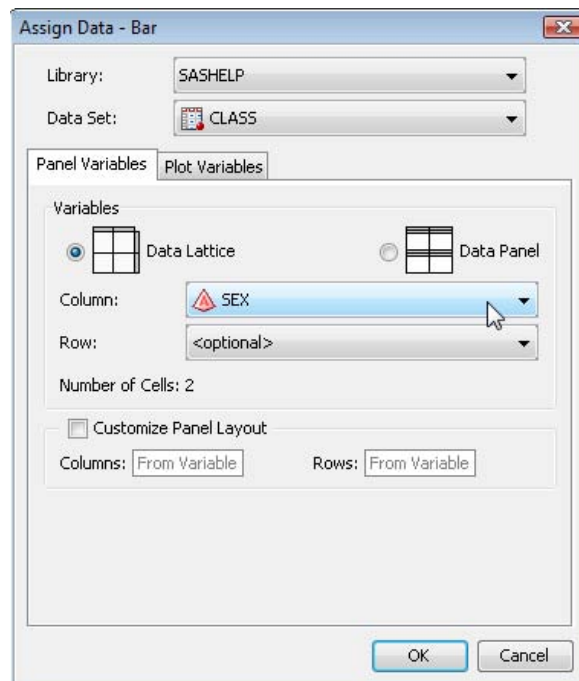 Assign Data - Bar
Library: SASHELP
Data Set: CLASS
Panel Variables Plot Variables
Variables
Data Lattice Data Panel
Column: SEX
Row: <optional>
Number of Cells: 2
Customize Panel Layout
Columns: From Variable Rows: From Variable
OK Cancel